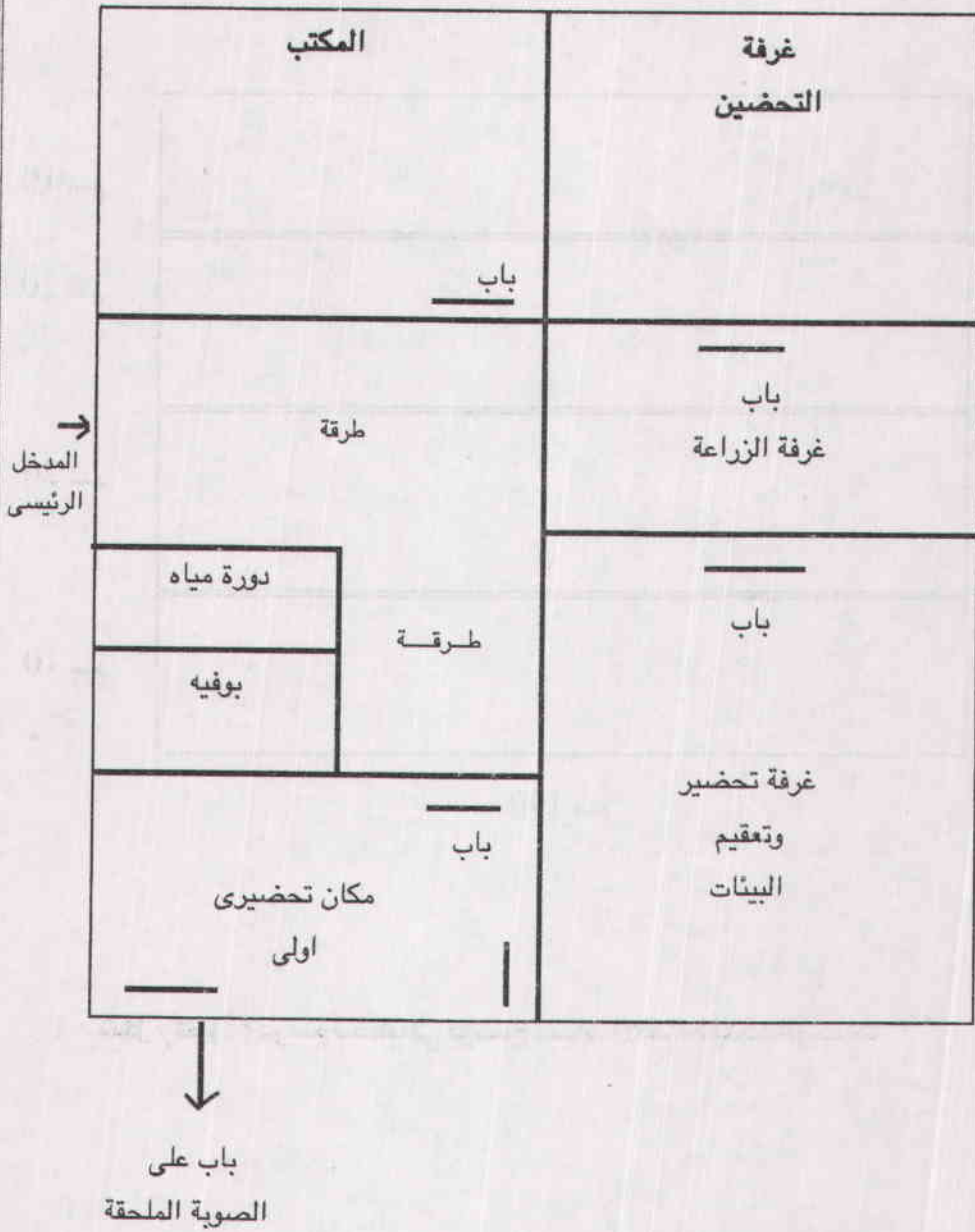 غرفة
التحضين
المكتب
باب
باب
غرفة الزراعة
طرقة
المدخل
الرئيسى
باب
دورة مياه
طـرقـــة
بوفيه
غرفة تحضير
وتعقيم
البيئات
باب
مكان تحضيرى
اولى
باب على
الصوبة الملحقة